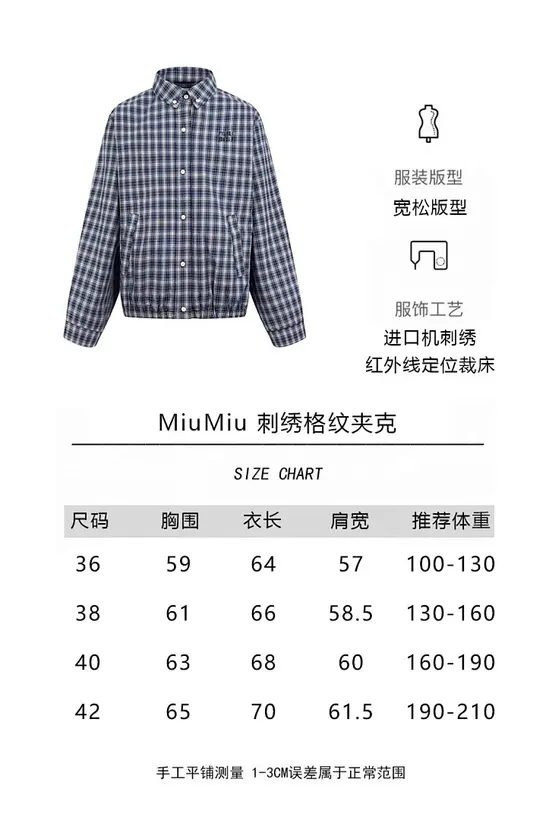 服装版型
宽松版型
服饰工艺
进口机刺绣
红外线定位裁床
MiuMiu 刺绣格纹夹克
SIZE CHART
尺码 胸围 衣长 肩宽 推荐体重
36 59 64 57 100-130
38 61 66 58.5 130-160
40 63 68 60 160-190
42 65 70 61.5 190-210
手工平铺测量 1-3CM误差属于正常范围